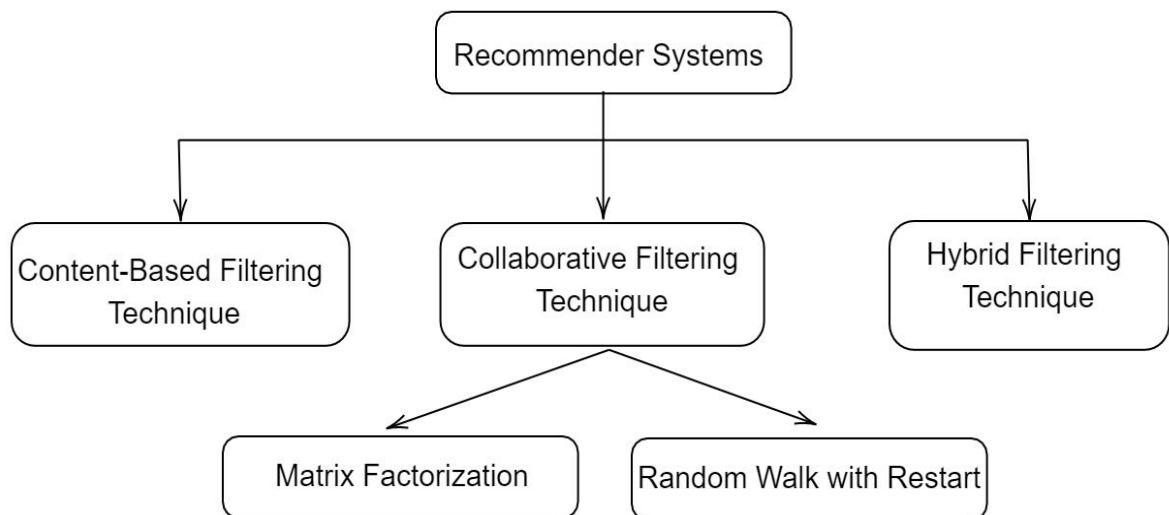 Recommender Systems
Content-Based Filtering
Technique
Collaborative Filtering
Technique
Hybrid Filtering
Technique
Matrix Factorization
Random Walk with Restart